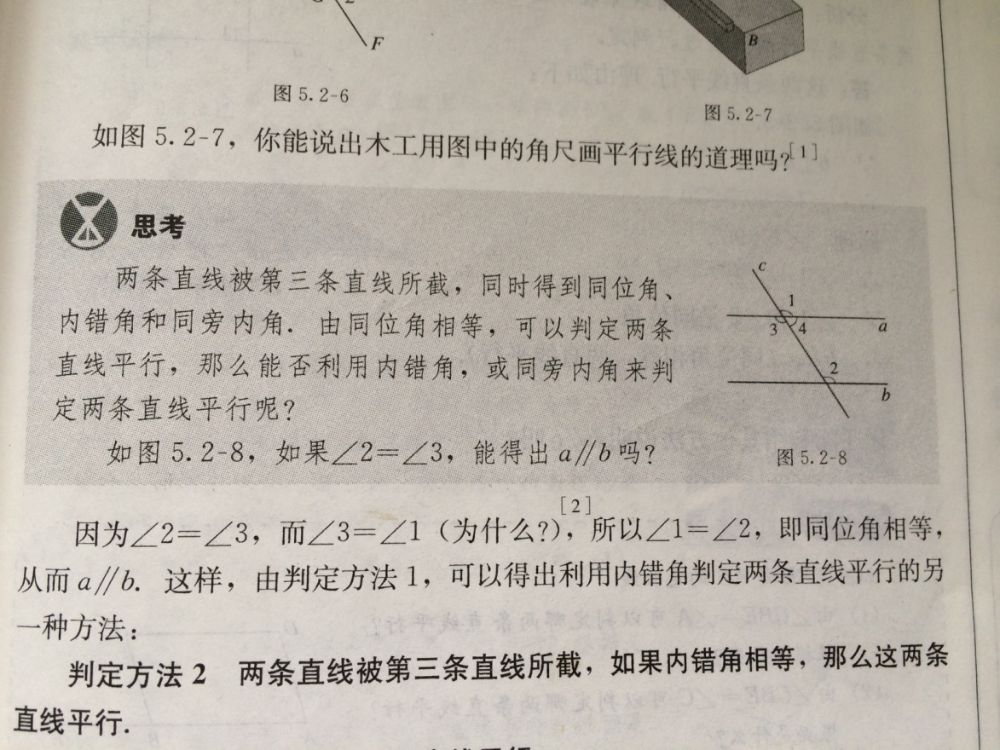 2
F
B
图 5.2-6
图 5.2-7
如图 5.2-7，你能说出木工用图中的角尺画平行线的道理吗？[1]
思考
两条直线被第三条直线所截，同时得到同位角、
内错角和同旁内角．由同位角相等，可以判定两条
直线平行，那么能否利用内错角，或同旁内角来判
定两条直线平行呢？
如图 5.2-8，如果∠2＝∠3，能得出 a∥b 吗？
c
1
3 4
a
2
b
图 5.2-8
因为∠2＝∠3，而∠3＝∠1（为什么？），[2]所以∠1＝∠2，即同位角相等，
从而 a∥b．这样，由判定方法 1，可以得出利用内错角判定两条直线平行的另
一种方法：
判定方法 2 两条直线被第三条直线所截，如果内错角相等，那么这两条
直线平行．